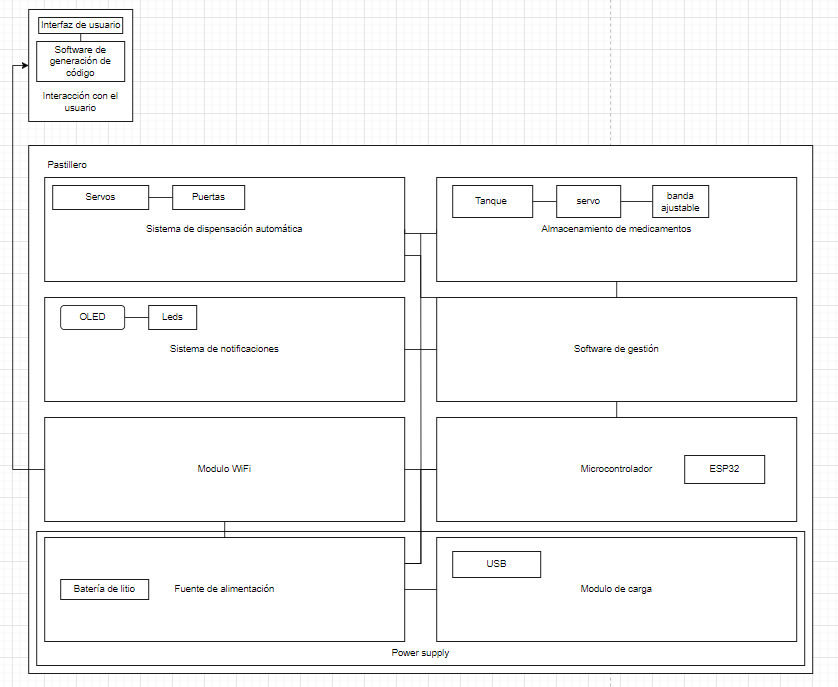 Interfaz de usuario
Software de
generación de
código
Interacción con el
usuario
Pastillero
Servos
Puertas
Sistema de dispensación automática
Tanque
servo
banda
ajustable
Almacenamiento de medicamentos
OLED
Leds
Sistema de notificaciones
Software de gestión
Modulo WiFi
Microcontrolador
ESP32
Batería de litio
Fuente de alimentación
USB
Modulo de carga
Power supply